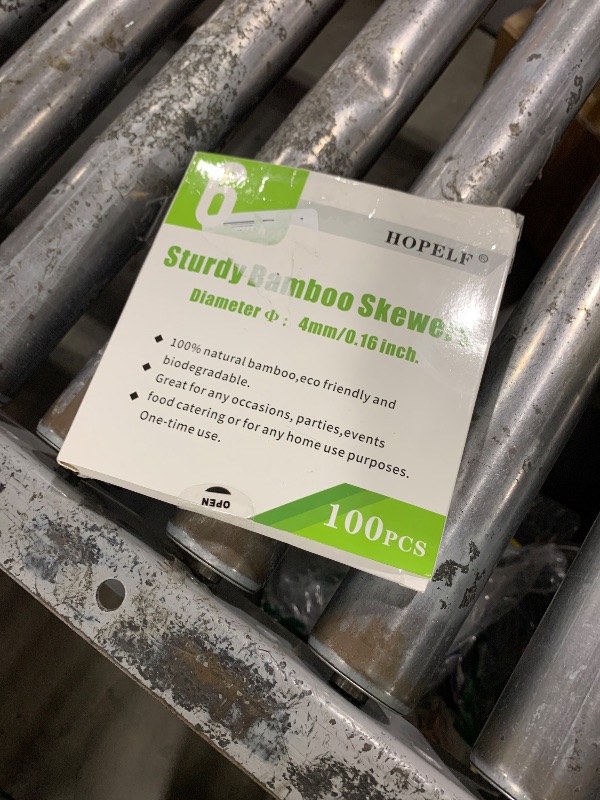 6
HOPELF ®
Sturdy Bamboo Skewers
Diameter Φ: 4mm/0.16 inch.
◆ 100% natural bamboo,eco friendly and
◆ biodegradable.
Great for any occasions, parties,events
◆ food catering or for any home use purposes.
One-time use.
OPEN
100PCS